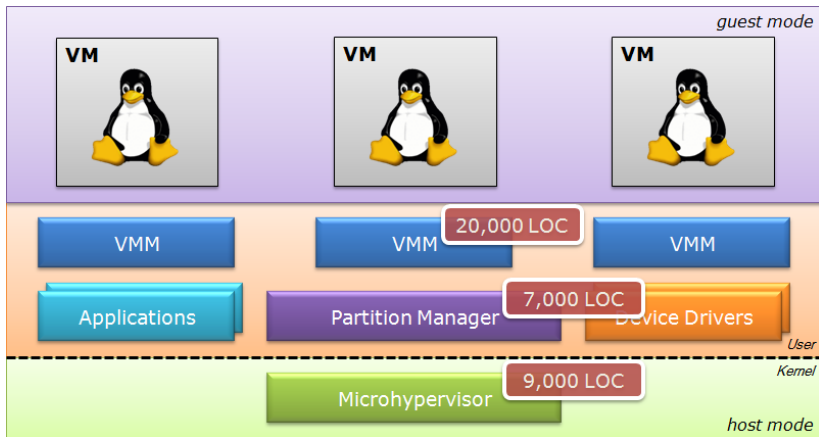 guest mode
VM
VM
VM
20,000 LOC
VMM
VMM
VMM
7,000 LOC
Applications
Partition Manager
Device Drivers
User
Kernel
9,000 LOC
Microhypervisor
host mode